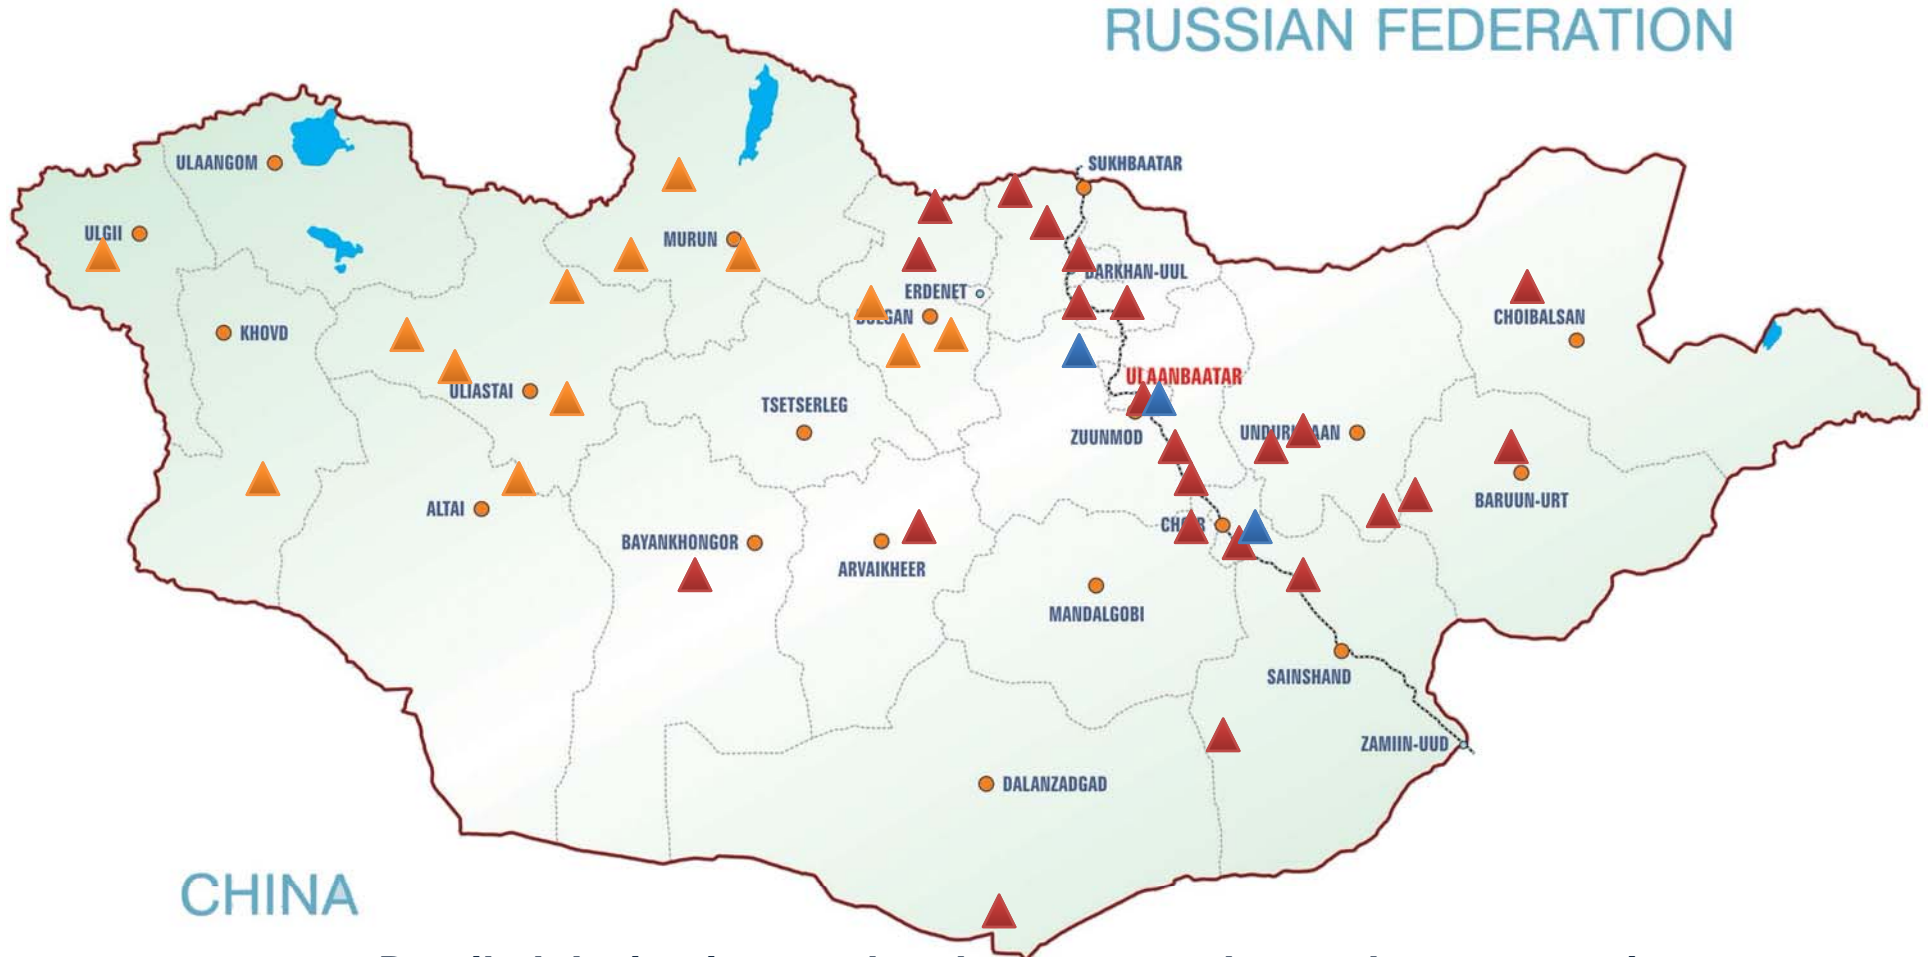 RUSSIAN FEDERATION
ULAANGOM
SUKHBAATAR
ULGII
MURUN
DARKHAN-UUL
ERDENET
KHOVD
CHOIBALSAN
ULAANBAATAR
ULIASTAI
TSETSERLEG
ZUUNMOD
BARUUN-URT
ALTAI
BAYANKHONGOR
ARVAIKHEER
MANDALGOBI
SAINSHAND
ZAMIIN-UUD
DALANZADGAD
CHINA